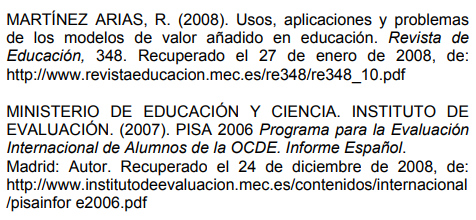 MARTÍNEZ ARIAS, R. (2008). Usos, aplicaciones y problemas
de los modelos de valor añadido en educación. Revista de
Educación, 348. Recuperado el 27 de enero de 2008, de:
http://www.revistaeducacion.mec.es/re348/re348_10.pdf
MINISTERIO DE EDUCACIÓN Y CIENCIA. INSTITUTO DE
EVALUACIÓN. (2007). PISA 2006 Programa para la Evaluación
Internacional de Alumnos de la OCDE. Informe Español.
Madrid: Autor. Recuperado el 24 de diciembre de 2008, de:
http://www.institutodeevaluacion.mec.es/contenidos/internacional
/pisainfor e2006.pdf